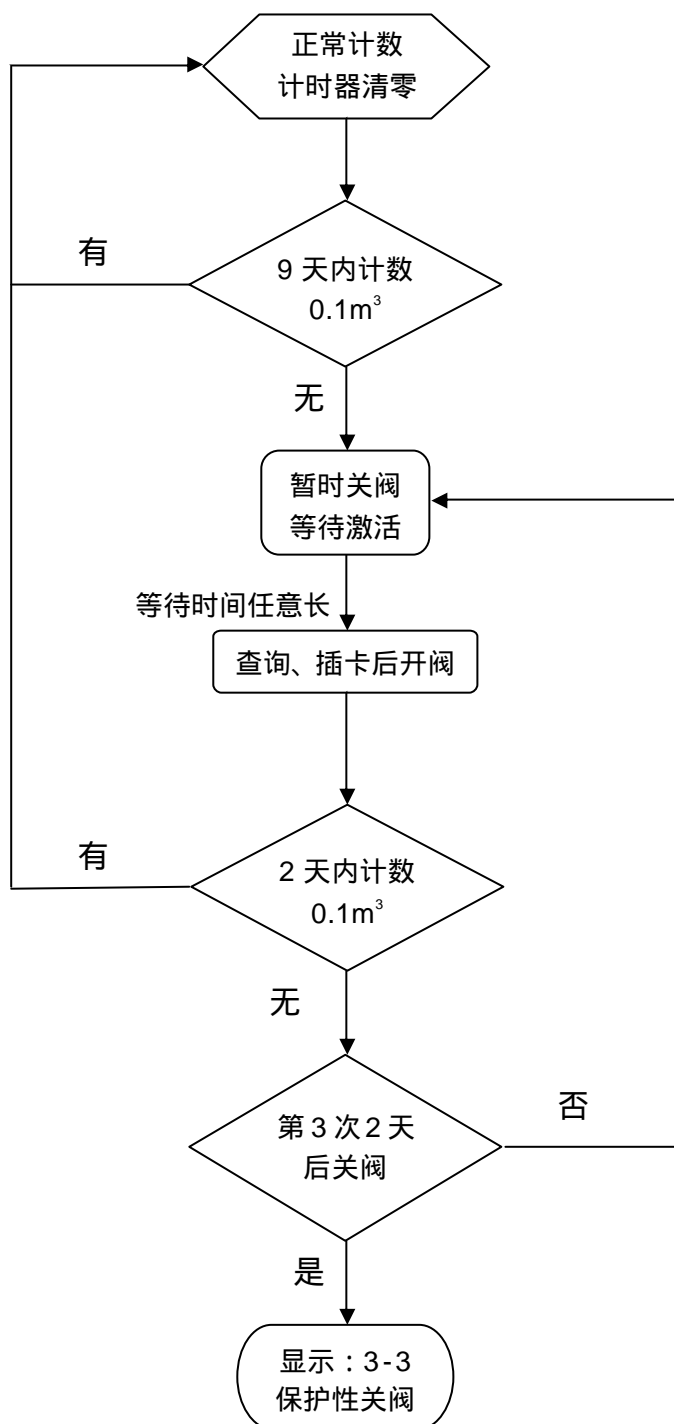 正常计数
计时器清零
有
9 天内计数
0.1m³
无
暂时关阀
等待激活
等待时间任意长
查询、插卡后开阀
有
2 天内计数
0.1m³
无
第 3 次 2 天
后关阀
否
是
显示：3-3
保护性关阀